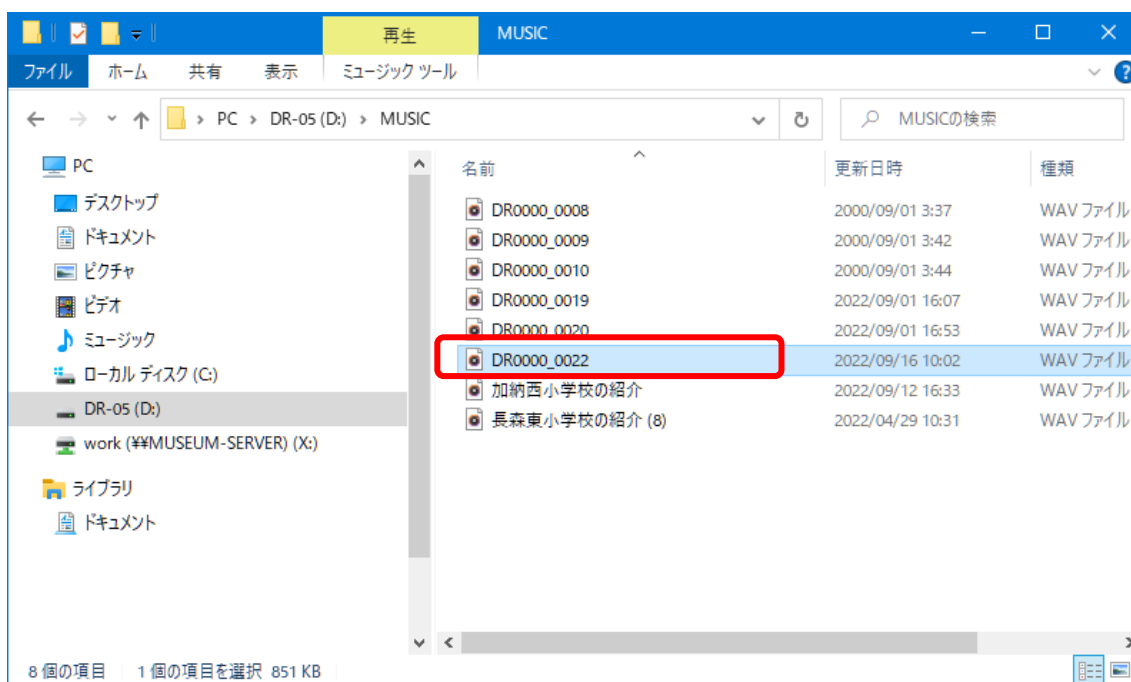 再生 MUSIC
ファイル ホーム 共有 表示 ミュージック ツール
PC › DR-05 (D:) › MUSIC MUSICの検索
PC
デスクトップ
ドキュメント
ピクチャ
ビデオ
ミュージック
ローカル ディスク (C:)
DR-05 (D:)
work (¥¥MUSEUM-SERVER) (X:)
ライブラリ
ドキュメント
名前 更新日時 種類
DR0000_0008 2000/09/01 3:37 WAV ファイル
DR0000_0009 2000/09/01 3:42 WAV ファイル
DR0000_0010 2000/09/01 3:44 WAV ファイル
DR0000_0019 2022/09/01 16:07 WAV ファイル
DR0000_0020 2022/09/01 16:53 WAV ファイル
DR0000_0022 2022/09/16 10:02 WAV ファイル
加納西小学校の紹介 2022/09/12 16:33 WAV ファイル
長森東小学校の紹介 (8) 2022/04/29 10:31 WAV ファイル
8 個の項目 1 個の項目を選択 851 KB